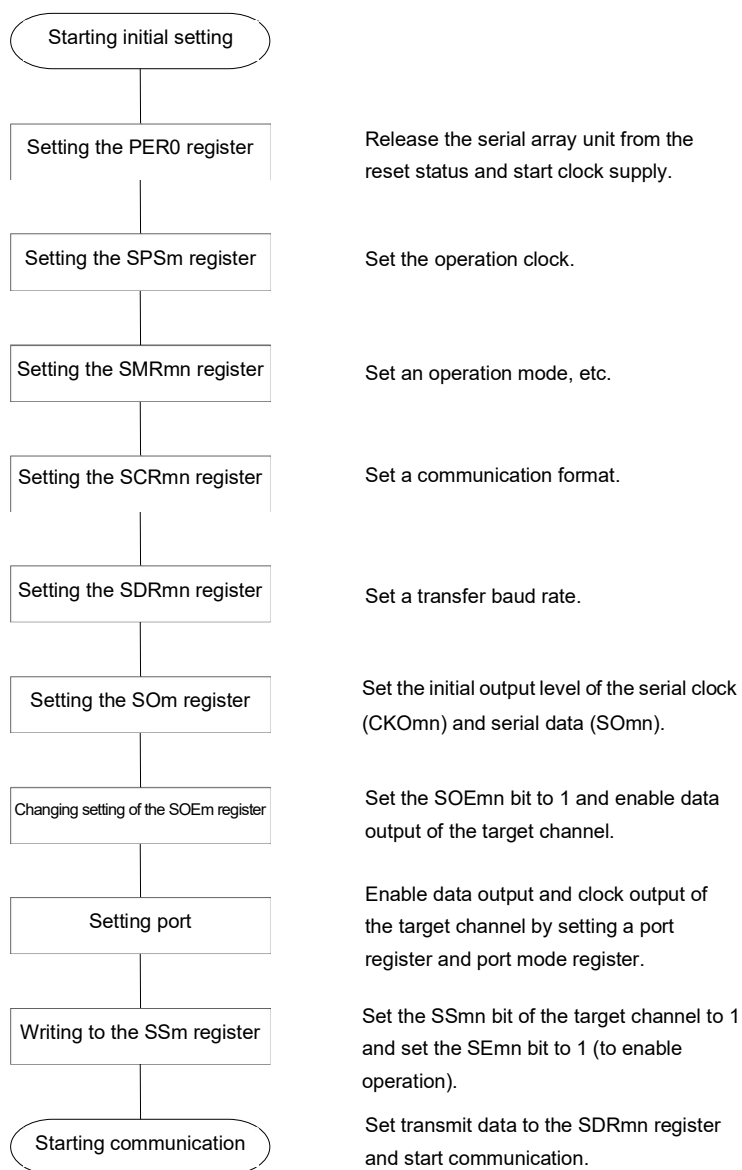 Starting initial setting
Setting the PER0 register
Release the serial array unit from the
reset status and start clock supply.
Setting the SPSm register
Set the operation clock.
Setting the SMRmn register
Set an operation mode, etc.
Setting the SCRmn register
Set a communication format.
Setting the SDRmn register
Set a transfer baud rate.
Setting the SOm register
Set the initial output level of the serial clock
(CKOmn) and serial data (SOmn).
Changing setting of the SOEm register
Set the SOEmn bit to 1 and enable data
output of the target channel.
Setting port
Enable data output and clock output of
the target channel by setting a port
register and port mode register.
Writing to the SSm register
Set the SSmn bit of the target channel to 1
and set the SEmn bit to 1 (to enable
operation).
Starting communication
Set transmit data to the SDRmn register
and start communication.